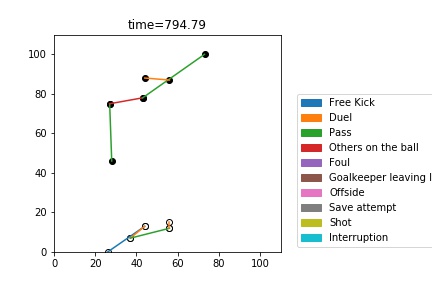 time=794.79
100
80
60
40
20
0
0 20 40 60 80 100
Free Kick
Duel
Pass
Others on the ball
Foul
Goalkeeper leaving l
Offside
Save attempt
Shot
Interruption